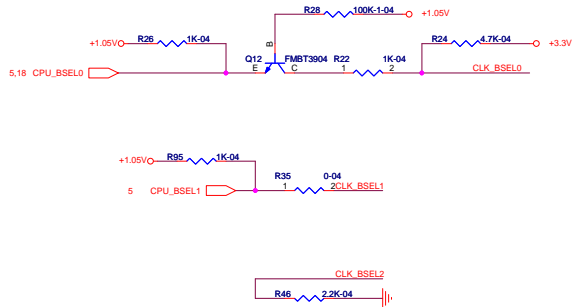 R28 100K-1-04 +1.05V
+1.05V R26 1K-04 B R24 4.7K-04 +3.3V
Q12 FMBT3904 R22 1K-04
5,18 CPU_BSEL0 E C 1 2 CLK_BSEL0
+1.05V R95 1K-04
R35 0-04
5 CPU_BSEL1 1 2 CLK_BSEL1
CLK_BSEL2
R46 2.2K-04